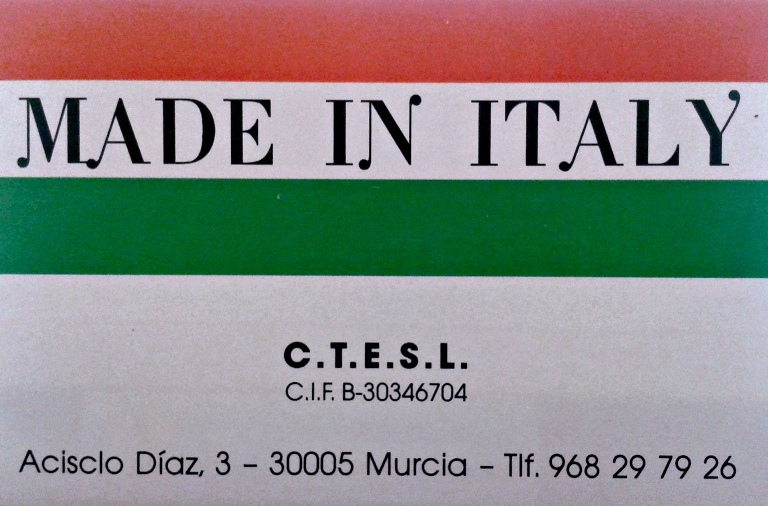 MADE IN ITALY
C.T.E.S.L.
C.I.F. B-30346704
Acisclo Díaz, 3 – 30005 Murcia – Tlf. 968 29 79 26